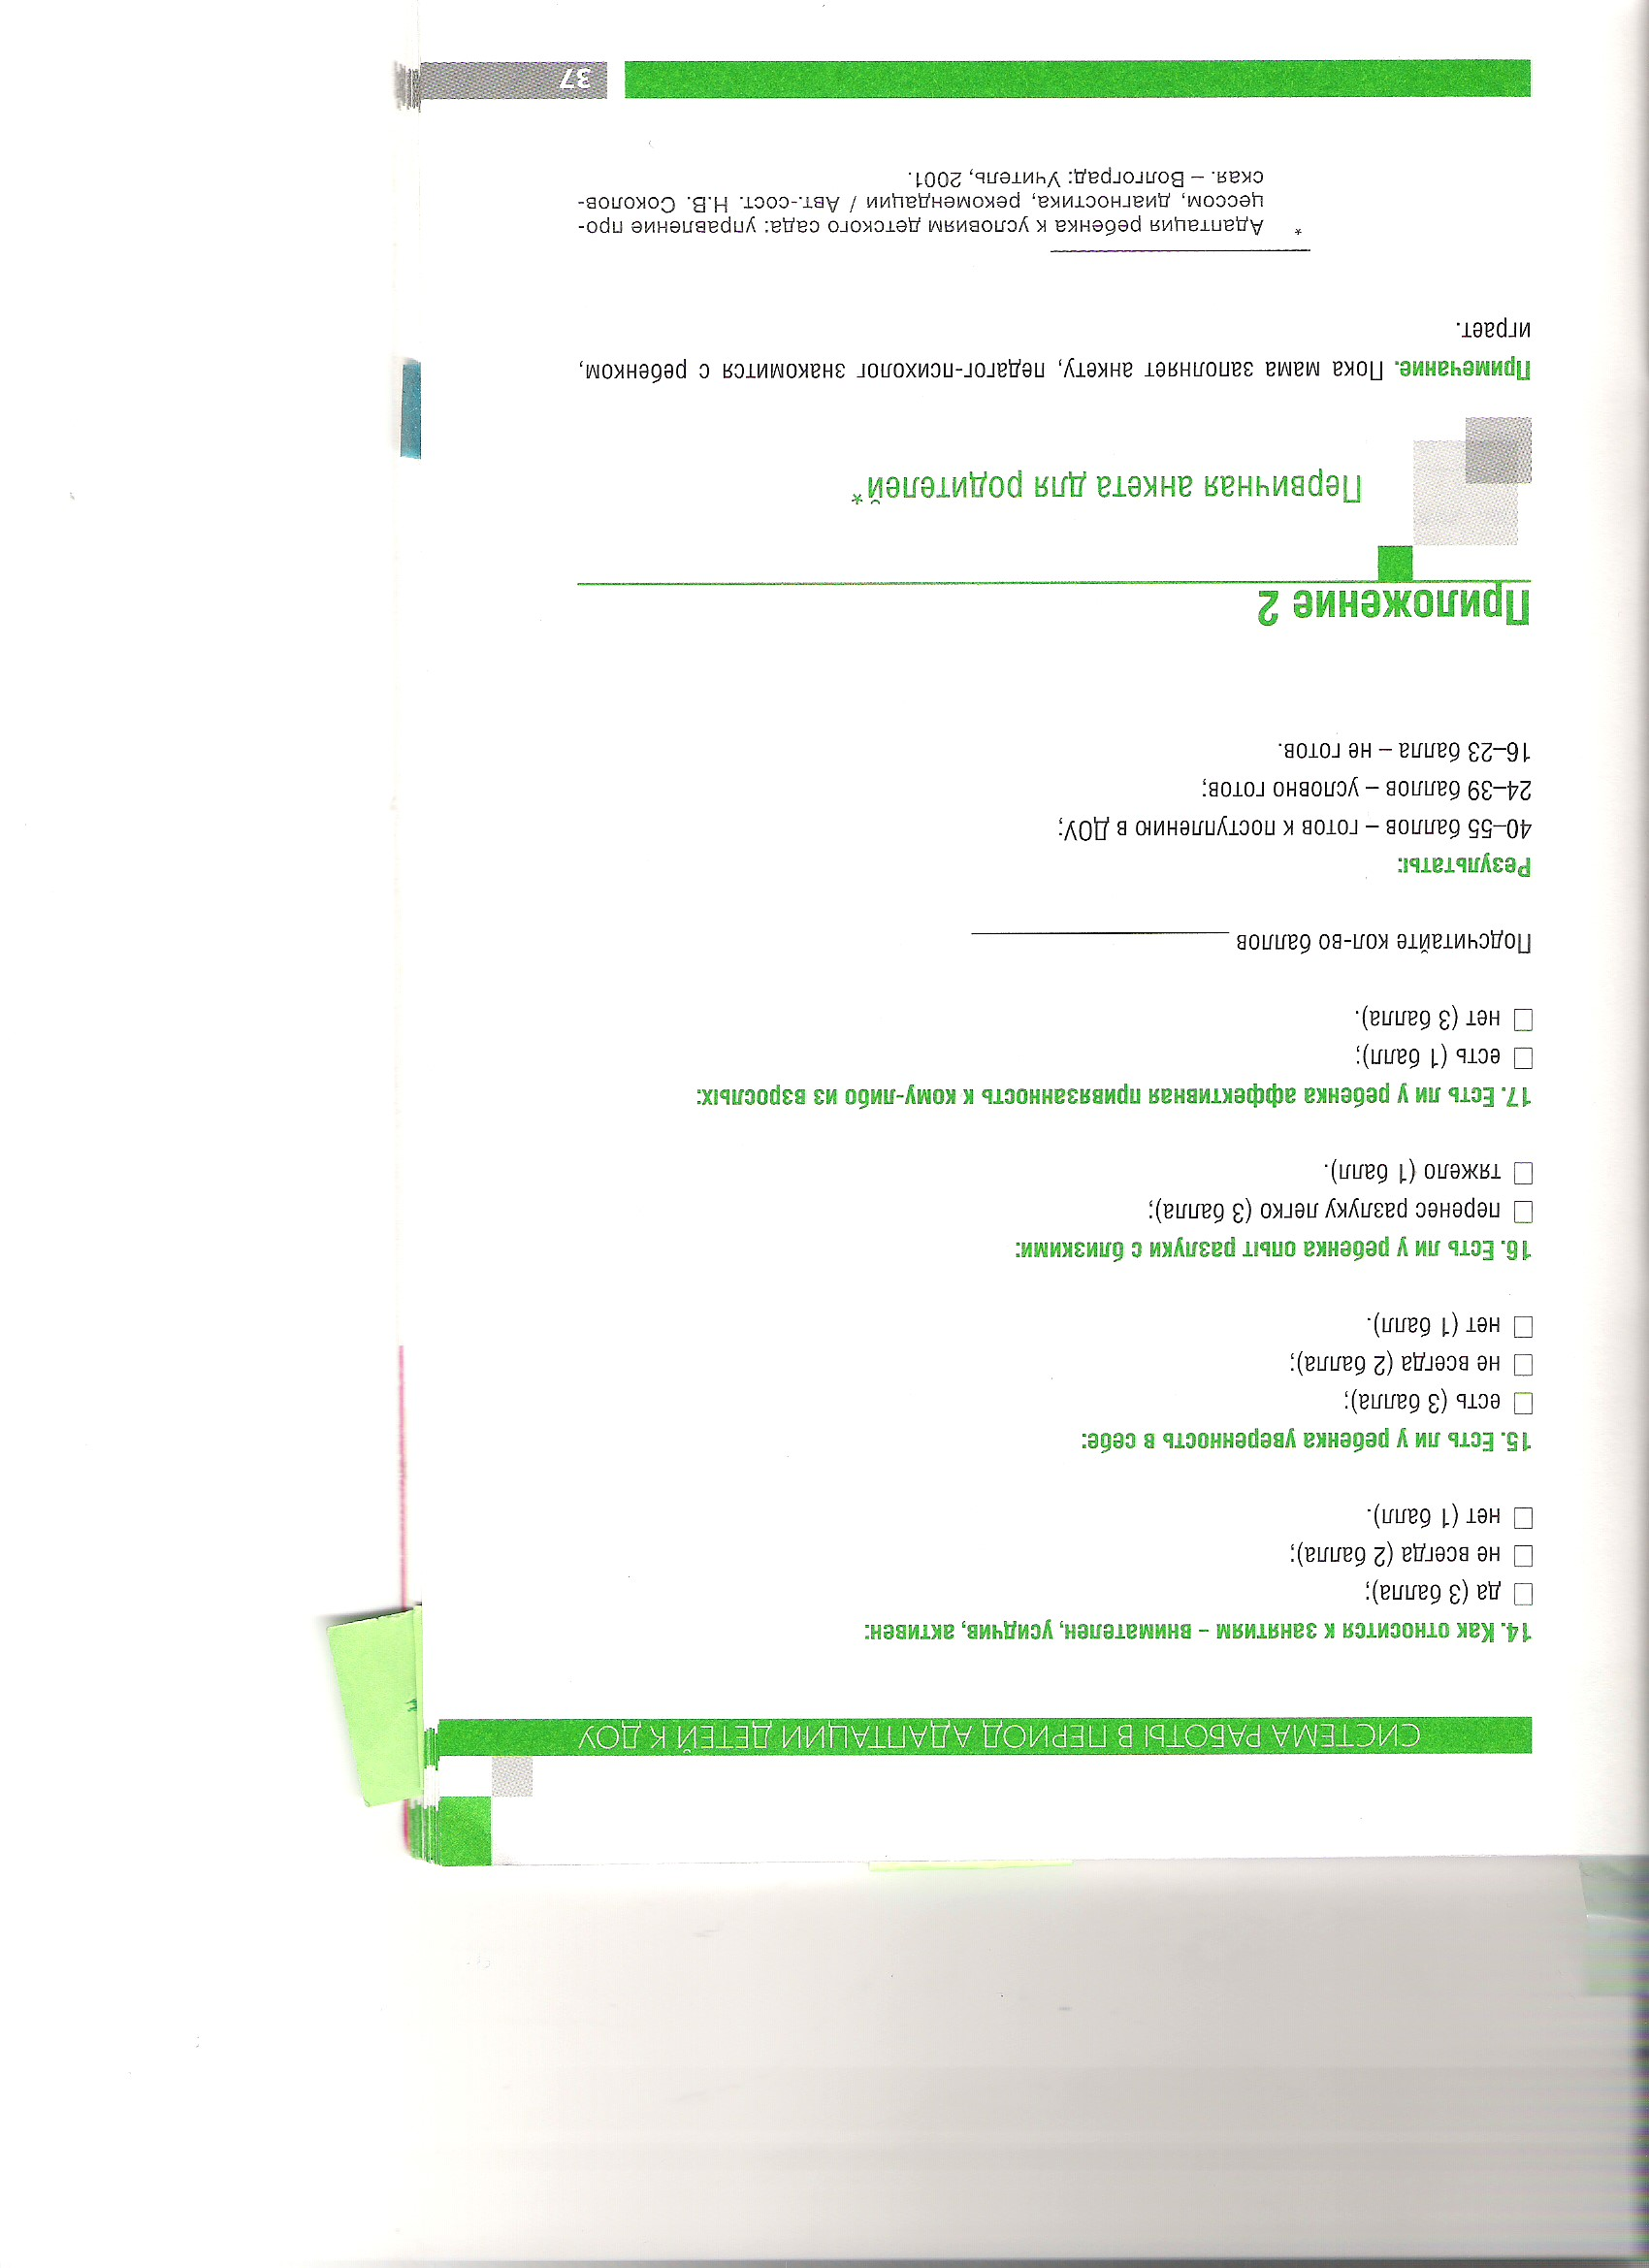 СИСТЕМА РАБОТЫ В ПЕРИОД АДАПТАЦИИ ДЕТЕЙ К ДОУ
14. Как относится к занятиям – внимателен, усидчив, активен:
□ да (3 балла);
□ не всегда (2 балла);
□ нет (1 балл).
15. Есть ли у ребенка уверенность в себе:
□ есть (3 балла);
□ не всегда (2 балла);
□ нет (1 балл).
16. Есть ли у ребенка опыт разлуки с близкими:
□ перенес разлуку легко (3 балла);
□ тяжело (1 балл).
17. Есть ли у ребенка аффективная привязанность к кому-либо из взрослых:
□ есть (1 балл);
□ нет (3 балла).
Подсчитайте кол-во баллов ____________________
Результаты:
40–55 баллов – готов к поступлению в ДОУ;
24–39 баллов – условно готов;
16–23 балла – не готов.
Приложение 2
Первичная анкета для родителей*
Примечание. Пока мама заполняет анкету, педагог-психолог знакомится с ребенком,
играет.
* Адаптация ребенка к условиям детского сада: управление про-
цессом, диагностика, рекомендации / Авт.-сост. Н.В. Соколов-
ская. – Волгоград: Учитель, 2001.
37